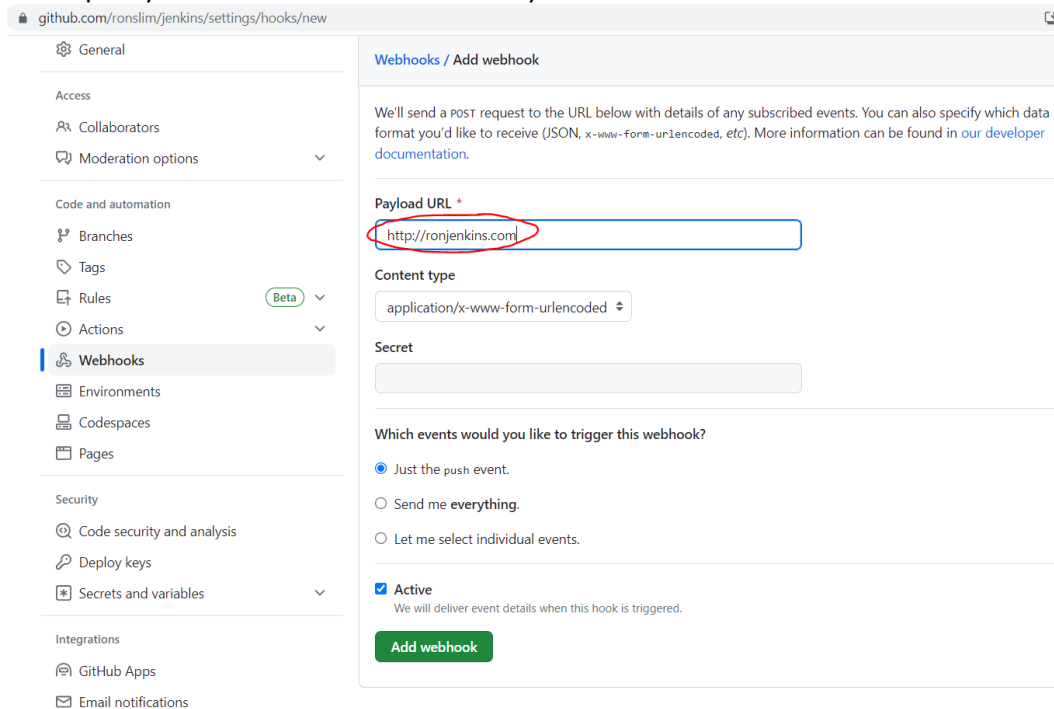 github.com/ronslim/jenkins/settings/hooks/new
General
Access
Collaborators
Moderation options
Code and automation
Branches
Tags
Rules
Beta
Actions
Webhooks
Environments
Codespaces
Pages
Security
Code security and analysis
Deploy keys
Secrets and variables
Integrations
GitHub Apps
Email notifications
Webhooks / Add webhook
We'll send a POST request to the URL below with details of any subscribed events. You can also specify which data
format you'd like to receive (JSON, x-www-form-urlencoded, etc). More information can be found in our developer
documentation.
Payload URL *
http://ronjenkins.com
Content type
application/x-www-form-urlencoded
Secret
Which events would you like to trigger this webhook?
Just the push event.
Send me everything.
Let me select individual events.
Active
We will deliver event details when this hook is triggered.
Add webhook